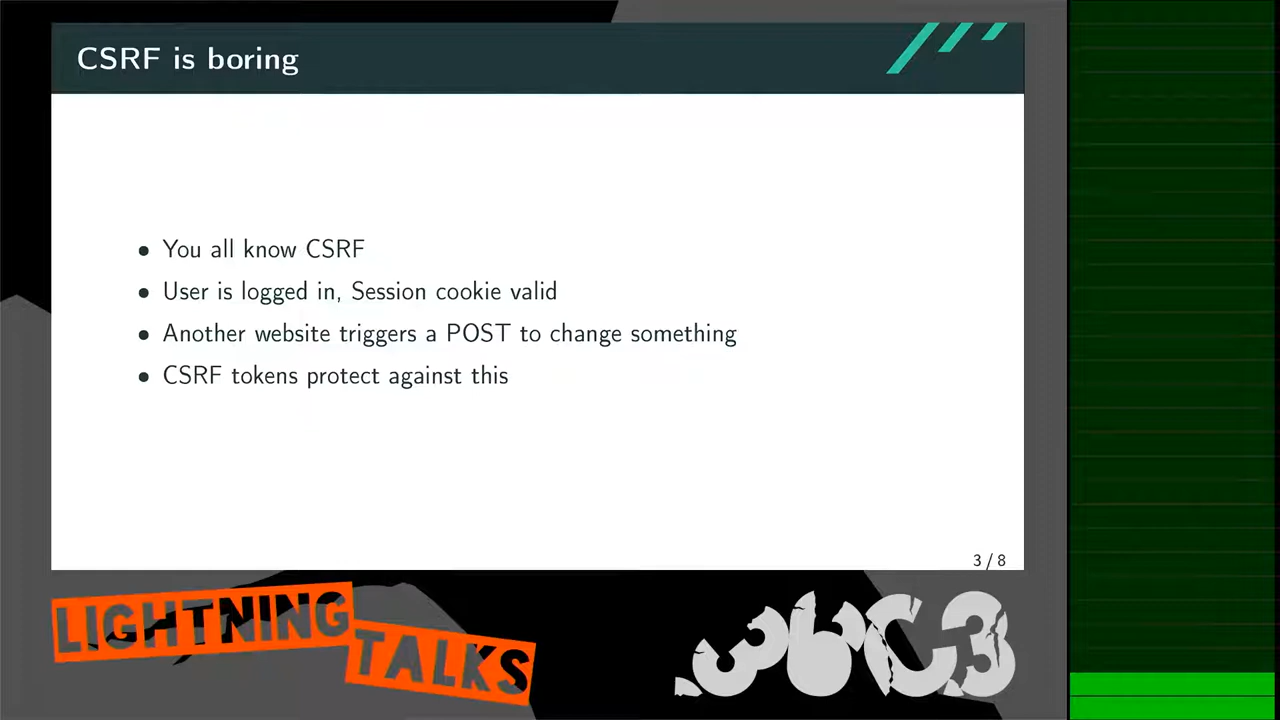 CSRF is boring
• You all know CSRF
• User is logged in, Session cookie valid
• Another website triggers a POST to change something
• CSRF tokens protect against this
3 / 8
LIGHTNING
TALKS
36C3